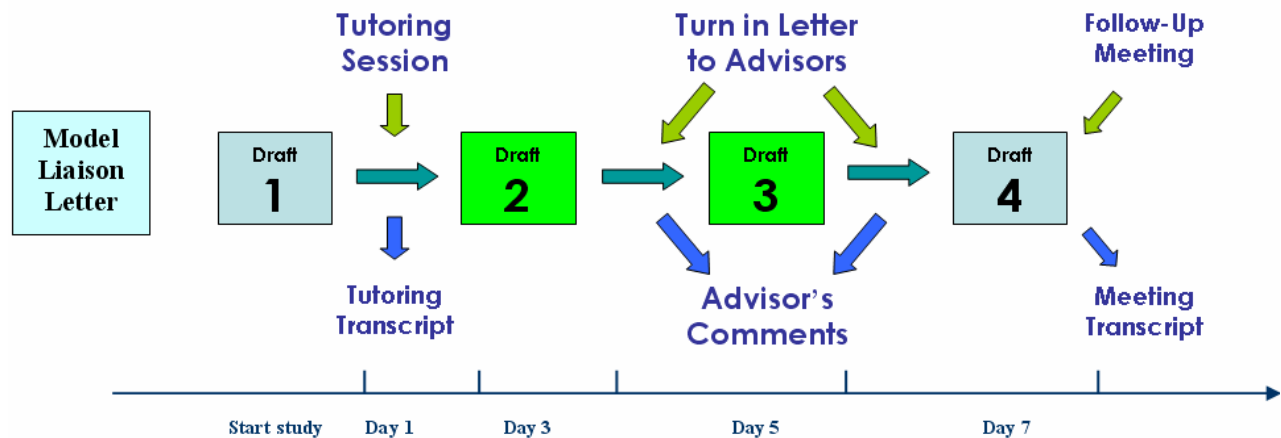 Tutoring
Session
Turn in Letter
to Advisors
Follow-Up
Meeting
Model
Liaison
Letter
Draft
1
Draft
2
Draft
3
Draft
4
Tutoring
Transcript
Advisor's
Comments
Meeting
Transcript
Start study
Day 1
Day 3
Day 5
Day 7